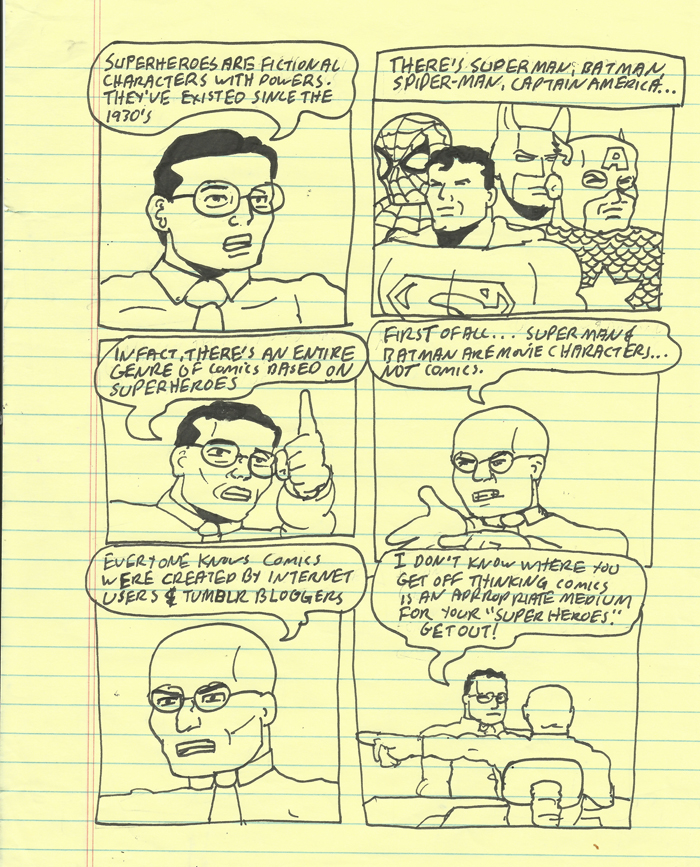 SUPERHEROES ARE FICTIONAL
CHARACTERS WITH POWERS.
THEY'VE EXISTED SINCE THE
1930's
THERE'S SUPERMAN, BATMAN,
SPIDER-MAN, CAPTAIN AMERICA...
A
S
IN FACT, THERE'S AN ENTIRE
GENRE OF COMICS BASED ON
SUPERHEROES
FIRST OF ALL... SUPERMAN &
BATMAN ARE MOVIE CHARACTERS...
NOT COMICS.
EVERYONE KNOWS COMICS
WERE CREATED BY INTERNET
USERS & TUMBLR BLOGGERS
I DON'T KNOW WHERE YOU
GET OFF THINKING COMICS
IS AN APPROPRIATE MEDIUM
FOR YOUR "SUPERHEROES."
GET OUT!